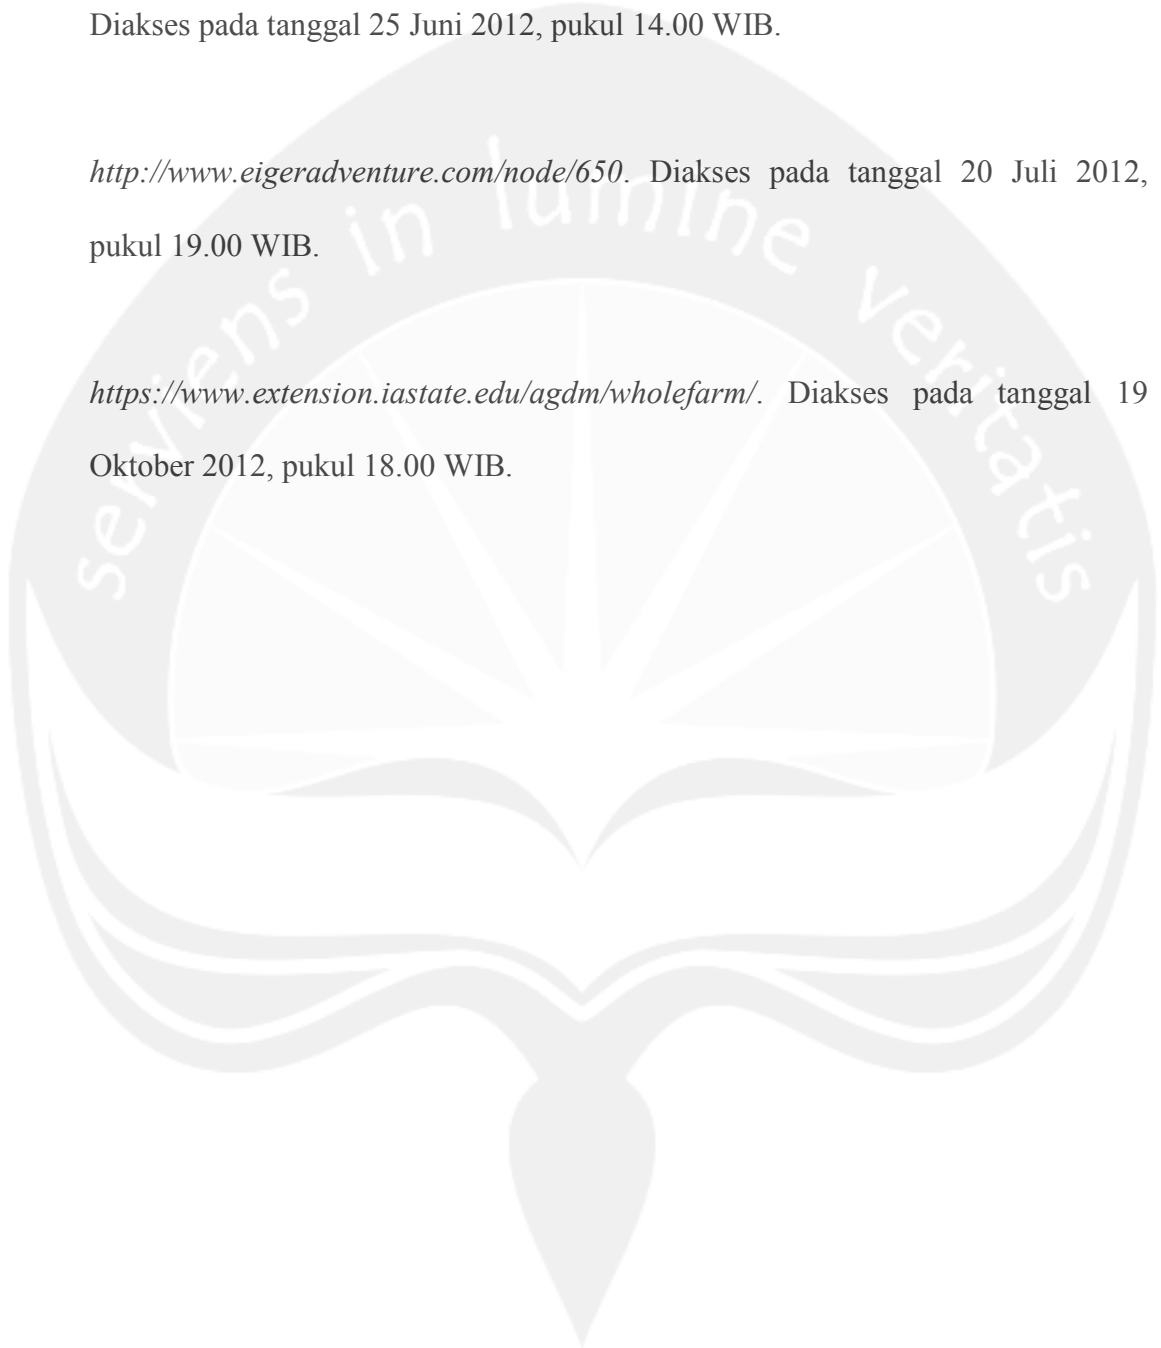 Diakses pada tanggal 25 Juni 2012, pukul 14.00 WIB.
http://www.eigeradventure.com/node/650. Diakses pada tanggal 20 Juli 2012,
pukul 19.00 WIB.
https://www.extension.iastate.edu/agdm/wholefarm/. Diakses pada tanggal 19
Oktober 2012, pukul 18.00 WIB.
serviens in lumine veritatis